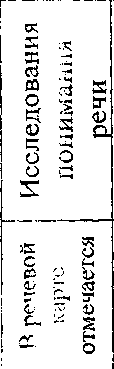 Исследования
понимания
речи
В речевой
карте
отмечается